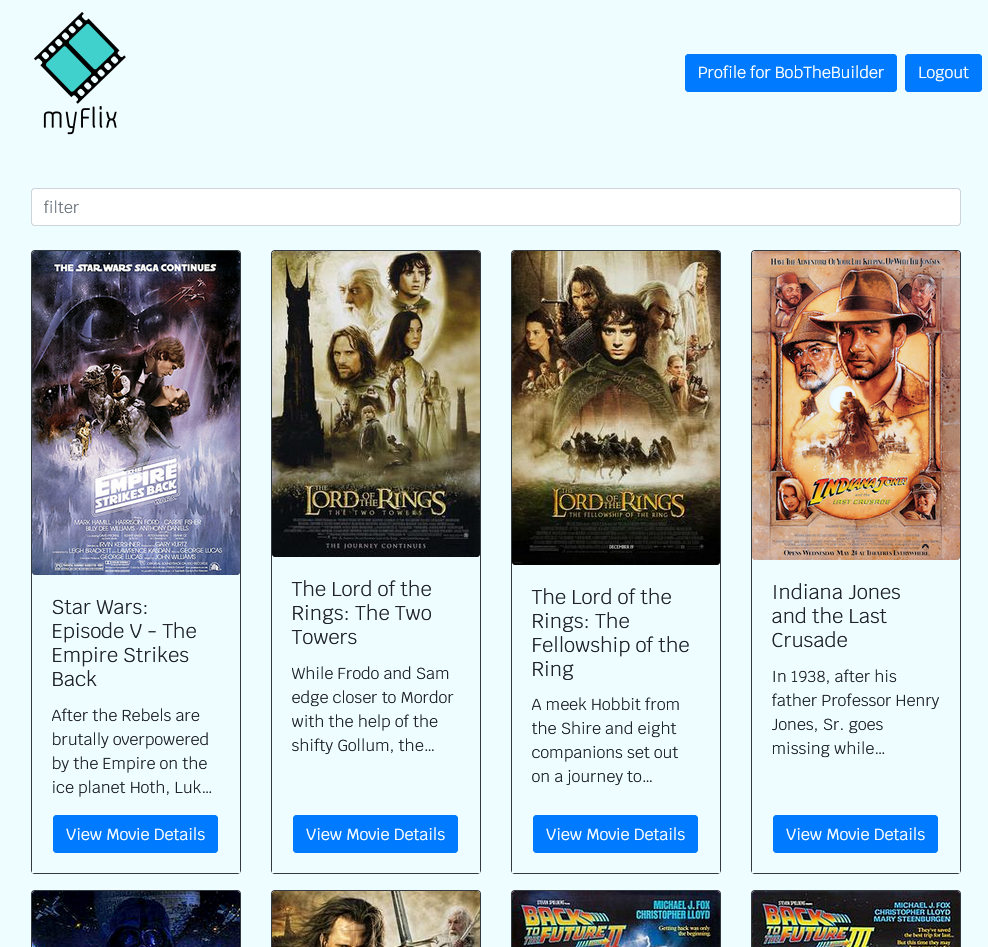 myFlix
Profile for BobTheBuilder
Logout
filter
THE STAR WARS SAGA CONTINUES
THE
EMPIRE
STRIKES BACK
MARK HAMILL · HARRISON FORD · CARRIE FISHER
BILLY DEE WILLIAMS · ANTHONY DANIELS
IRVIN KERSHNER GARY KURTZ
LEIGH BRACKETT LAWRENCE KASDAN GEORGE LUCAS
GEORGE LUCAS JOHN WILLIAMS
Star Wars:
Episode V - The
Empire Strikes
Back
After the Rebels are
brutally overpowered
by the Empire on the
ice planet Hoth, Luk...
View Movie Details
THE LORD OF THE RINGS
THE TWO TOWERS
THE JOURNEY CONTINUES
The Lord of the
Rings: The Two
Towers
While Frodo and Sam
edge closer to Mordor
with the help of the
shifty Gollum, the...
View Movie Details
THE LORD OF THE RINGS
THE FELLOWSHIP OF THE RING
DECEMBER 19
The Lord of the
Rings: The
Fellowship of the
Ring
A meek Hobbit from
the Shire and eight
companions set out
on a journey to...
View Movie Details
HAVE THE ADVENTURE OF YOUR LIFE KEEPING UP WITH THE JONESES
INDIANA JONES
and the
LAST CRUSADE
OPENS WEDNESDAY MAY 24 AT THEATRES EVERYWHERE
Indiana Jones
and the Last
Crusade
In 1938, after his
father Professor Henry
Jones, Sr. goes
missing while...
View Movie Details
STEVEN SPIELBERG
MICHAEL J. FOX
CHRISTOPHER LLOYD
Getting back was only
the beginning.
BACK
TO THE FUTURE
II
STEVEN SPIELBERG
MICHAEL J. FOX
CHRISTOPHER LLOYD
MARY STEENBURGEN
They've saved
the best trip for last...
But this time they may
BACK
TO THE FUTURE
III